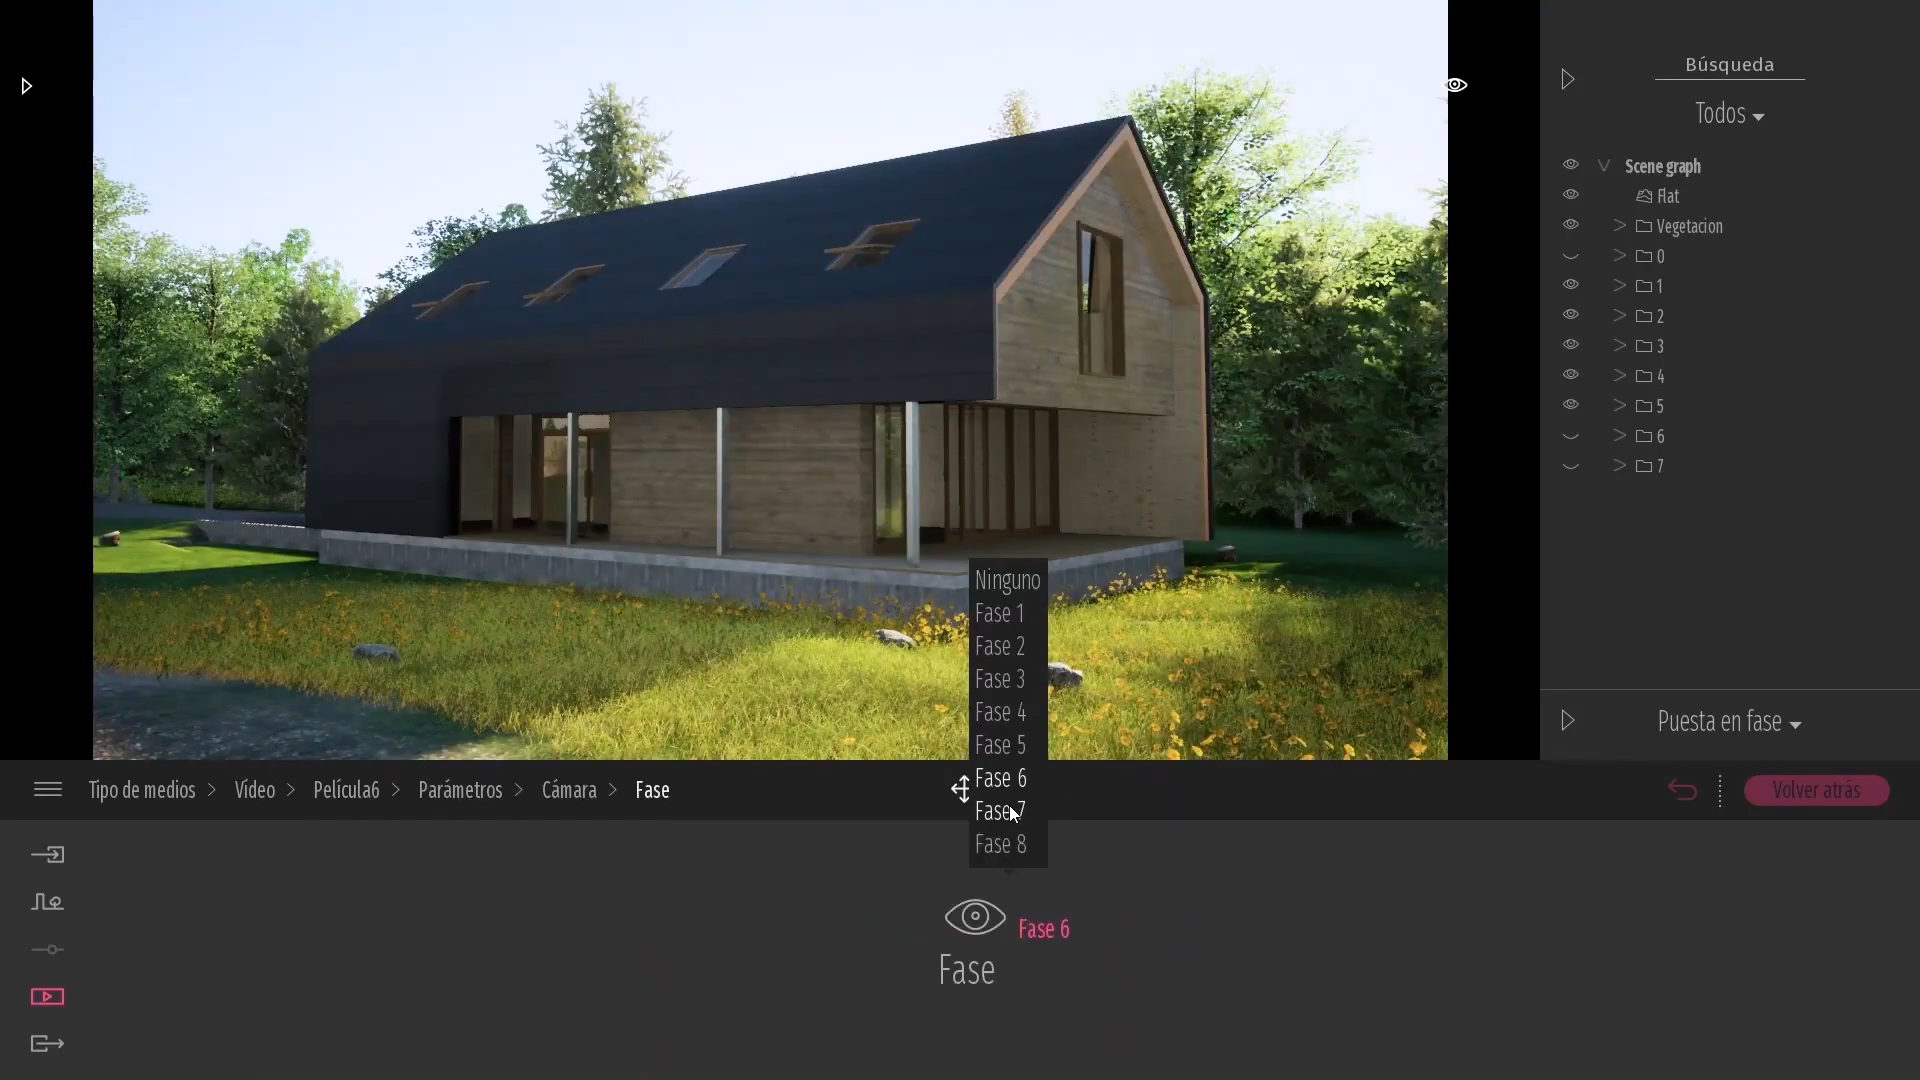 Búsqueda
Todos
Scene graph
Flat
Vegetacion
0
1
2
3
4
5
6
7
Puesta en fase
Ninguno
Fase 1
Fase 2
Fase 3
Fase 4
Fase 5
Fase 6
Fase 7
Fase 8
Tipo de medios > Vídeo > Película6 > Parámetros > Cámara > Fase
Volver atrás
Fase 6
Fase